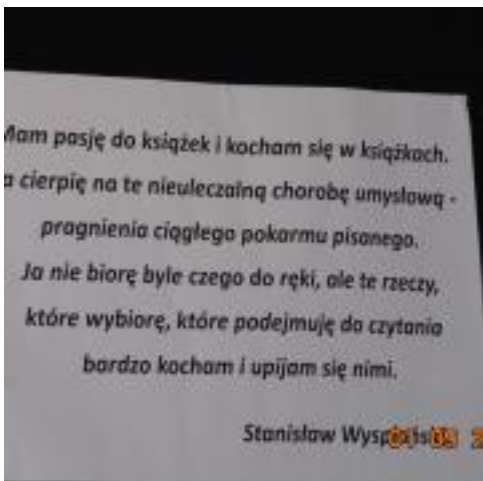 Mam pasję do książek i kocham się w książkach.
a cierpię na te nieuleczalną chorobę umysłową -
pragnienia ciągłego pokarmu pisanego.
Ja nie biorę byle czego do ręki, ale te rzeczy,
które wybiorę, które podejmuję do czytania
bardzo kocham i upijam się nimi.
Stanisław